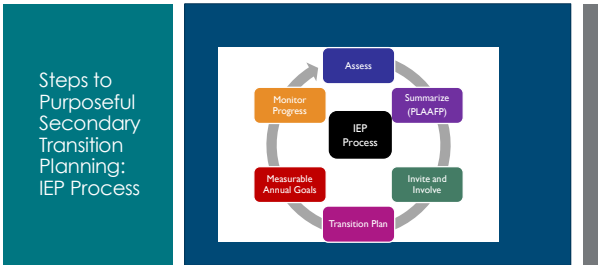 Steps to
Purposeful
Secondary
Transition
Planning:
IEP Process
Assess
Summarize
(PLAAFP)
Invite and
Involve
Transition Plan
Measurable
Annual Goals
Monitor
Progress
IEP
Process